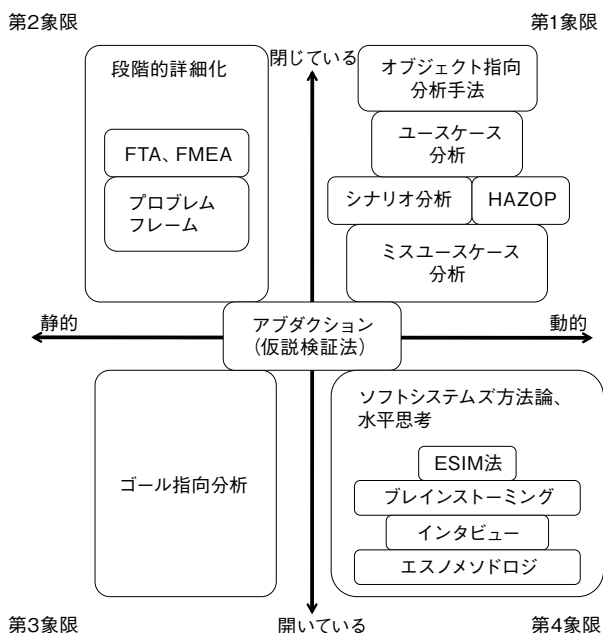 第2象限
第1象限
閉じている
段階的詳細化
FTA、FMEA
プロブレム
フレーム
オブジェクト指向
分析手法
ユースケース
分析
シナリオ分析
HAZOP
ミスユースケース
分析
静的
アブダクション
(仮説検証法)
動的
ゴール指向分析
ソフトシステムズ方法論、
水平思考
ESIM法
ブレインストーミング
インタビュー
エスノメソドロジ
第3象限
開いている
第4象限